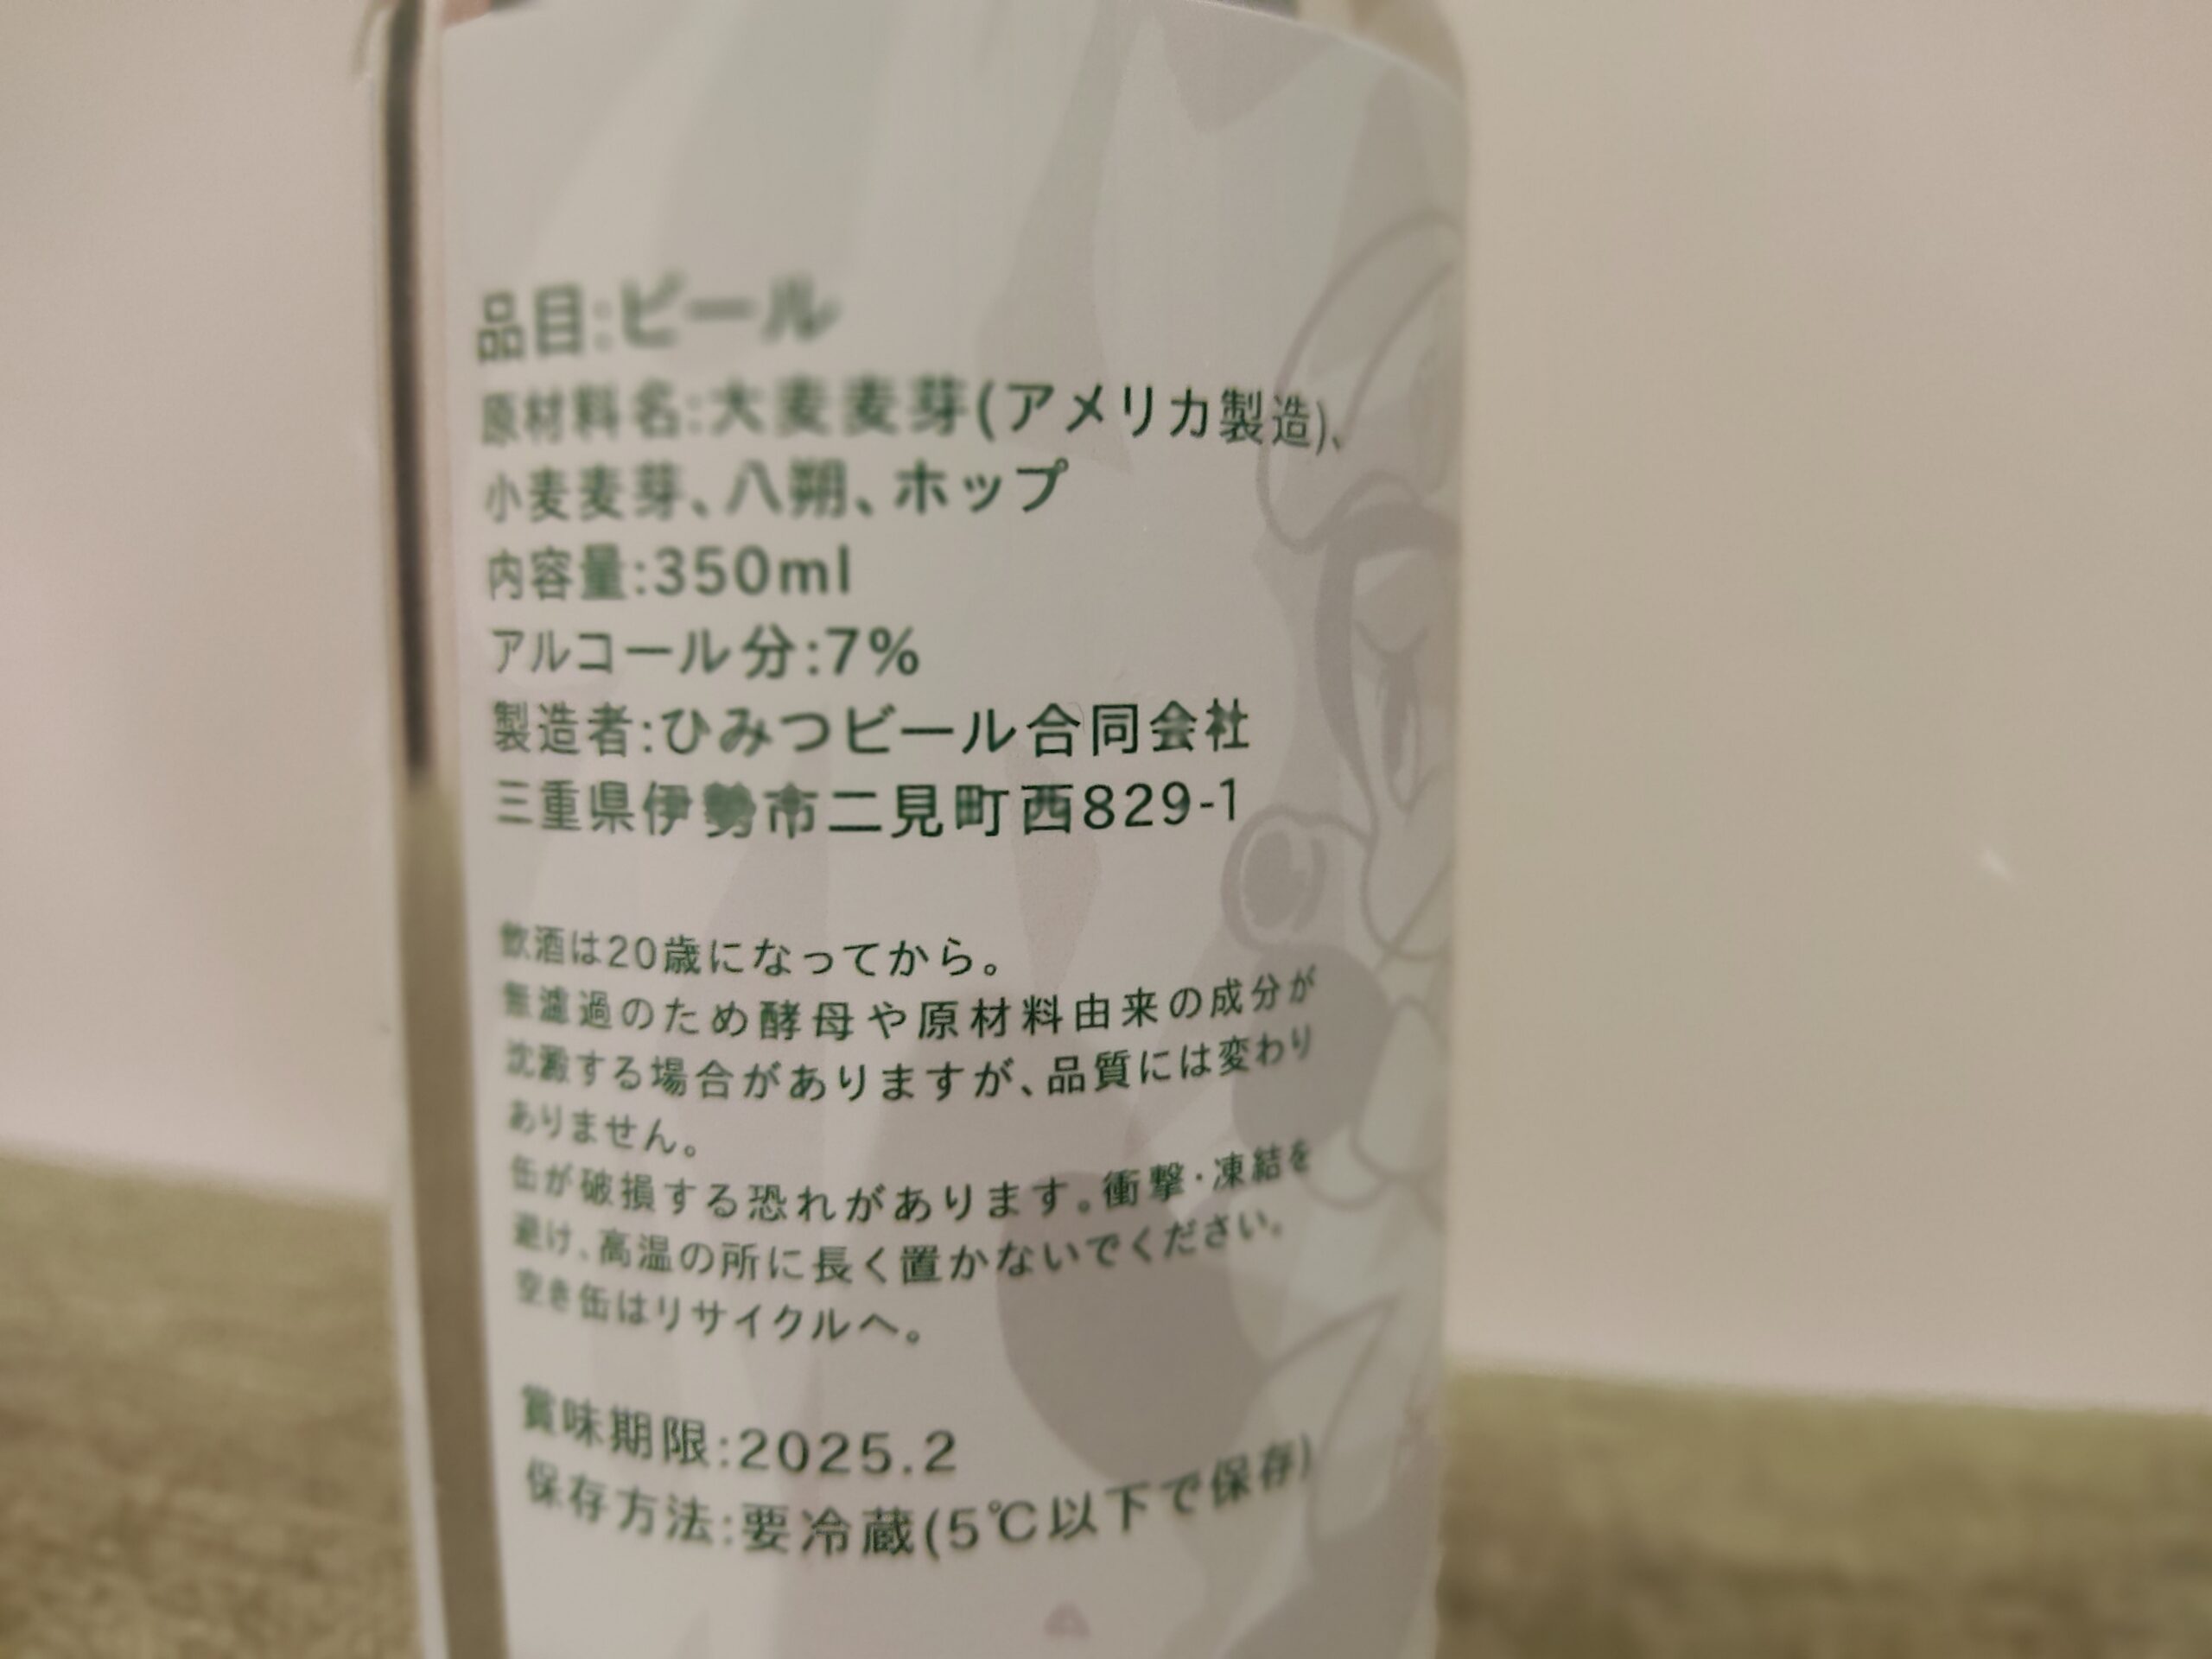 品目:ビール
原材料名:大麦麦芽(アメリカ製造)、
小麦麦芽、八朔、ホップ
内容量:350ml
アルコール分:7%
製造者:ひみつビール合同会社
三重県伊勢市二見町西829-1
飲酒は20歳になってから。
無濾過のため酵母や原材料由来の成分が
沈澱する場合がありますが、品質には変わり
ありません。
缶が破損する恐れがあります。衝撃・凍結を
避け、高温の所に長く置かないでください。
空き缶はリサイクルへ。
賞味期限:2025.2
保存方法:要冷蔵(5℃以下で保存)